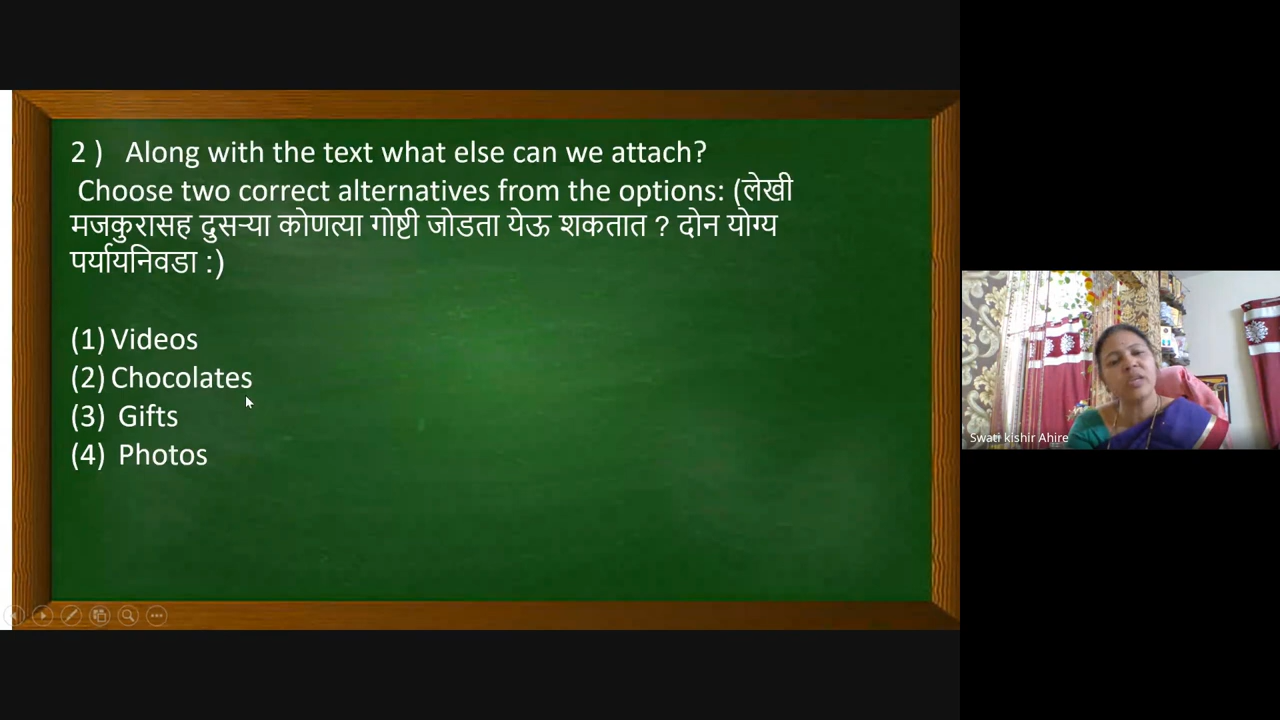 2 ) Along with the text what else can we attach?
Choose two correct alternatives from the options: (लेखी
मजकुरासह दुसऱ्या कोणत्या गोष्टी जोडता येऊ शकतात ? दोन योग्य
पर्यायनिवडा :)
(1) Videos
(2) Chocolates
(3) Gifts
(4) Photos
Swati kishir Ahire